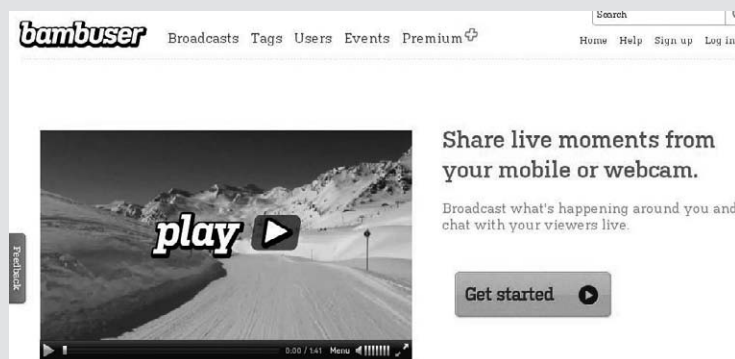 Search
bambuser Broadcasts Tags Users Events Premium
Home Help Sign up Log in
Share live moments from
your mobile or webcam.
Broadcast what's happening around you and
chat with your viewers live.
play
Feedback
Get started
0:00 / 1:41 Menu